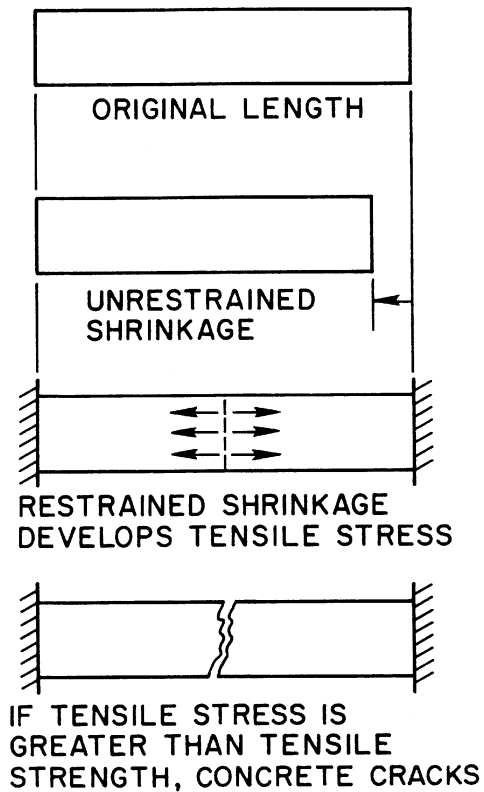 ORIGINAL LENGTH
UNRESTRAINED
SHRINKAGE
RESTRAINED SHRINKAGE
DEVELOPS TENSILE STRESS
IF TENSILE STRESS IS
GREATER THAN TENSILE
STRENGTH, CONCRETE CRACKS